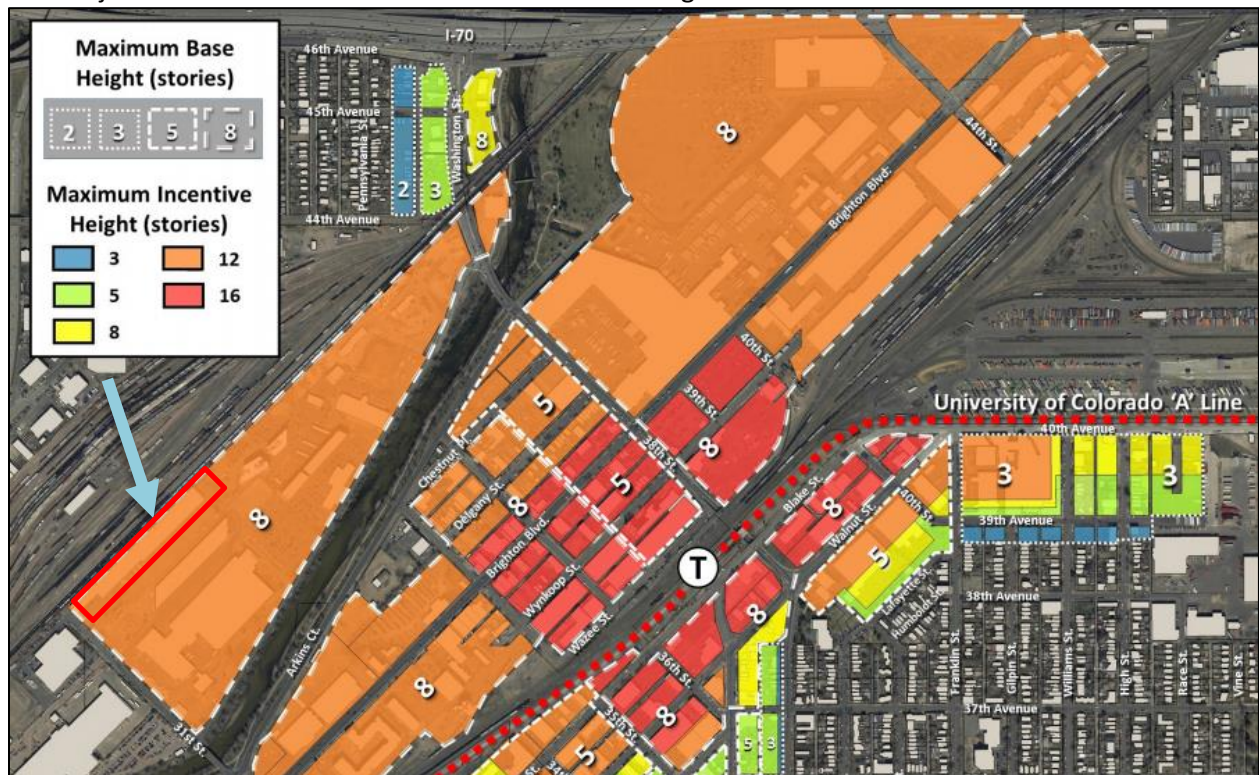 Maximum Base
Height (stories)
2 3 5 8
Maximum Incentive
Height (stories)
3 12
5 16
8
46th Avenue
I-70
45th Avenue
Pennsylvania St.
Washington St.
44th Avenue
2
3
8
8
44th St.
Brighton Blvd.
40th St.
39th St.
38th St.
5
8
5
8
Chestnut Pl.
Delgany St.
Brighton Blvd.
Wynkoop St.
Wazee St.
8
Arkins Ct.
31st St.
8
T
University of Colorado 'A' Line
40th Avenue
Blake St.
8
Walnut St.
40th St.
5
3
3
39th Avenue
Lafayette St.
Humboldt St.
38th Avenue
Franklin St.
Gilpin St.
Williams St.
High St.
Race St.
Vine St.
37th Avenue
36th St.
35th St.
8
5
5
3